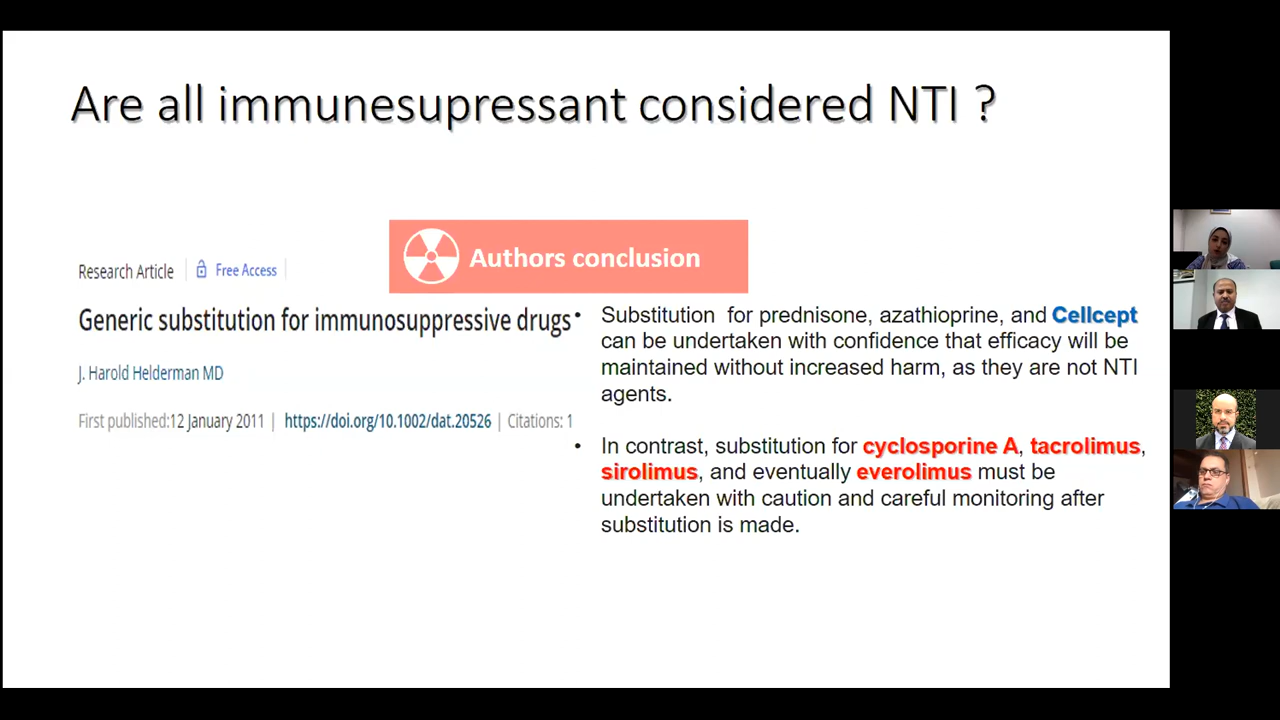 Are all immunesupressant considered NTI ?
Authors conclusion
Research Article
Free Access
Generic substitution for immunosuppressive drugs
J. Harold Helderman MD
First published:12 January 2011 | https://doi.org/10.1002/dat.20526 | Citations: 1
• Substitution for prednisone, azathioprine, and Cellcept
can be undertaken with confidence that efficacy will be
maintained without increased harm, as they are not NTI
agents.
• In contrast, substitution for cyclosporine A, tacrolimus,
sirolimus, and eventually everolimus must be
undertaken with caution and careful monitoring after
substitution is made.